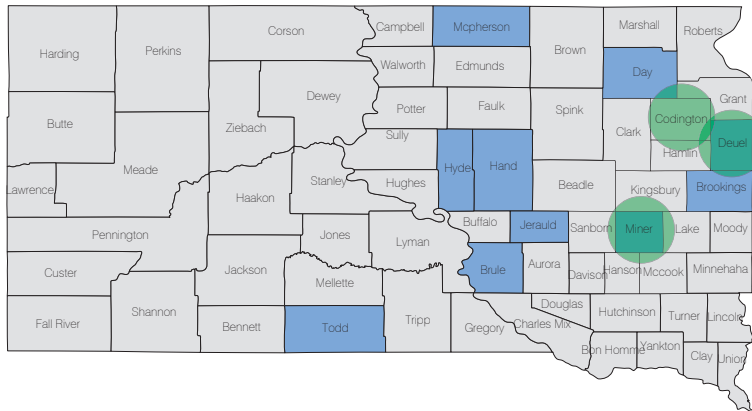 Harding
Perkins
Corson
Campbell
Mcpherson
Brown
Marshall
Roberts
Walworth
Edmunds
Day
Butte
Ziebach
Dewey
Potter
Faulk
Spink
Clark
Codington
Grant
Deuel
Hamlin
Meade
Sully
Hyde
Hand
Lawrence
Haakon
Stanley
Hughes
Beadle
Kingsbury
Brookings
Pennington
Jones
Lyman
Buffalo
Jerauld
Sanborn
Miner
Lake
Moody
Custer
Jackson
Mellette
Brule
Aurora
Davison
Hanson
Mccook
Minnehaha
Fall River
Shannon
Bennett
Todd
Tripp
Gregory
Charles Mix
Douglas
Hutchinson
Turner
Lincoln
Bon Homme
Yankton
Clay
Union